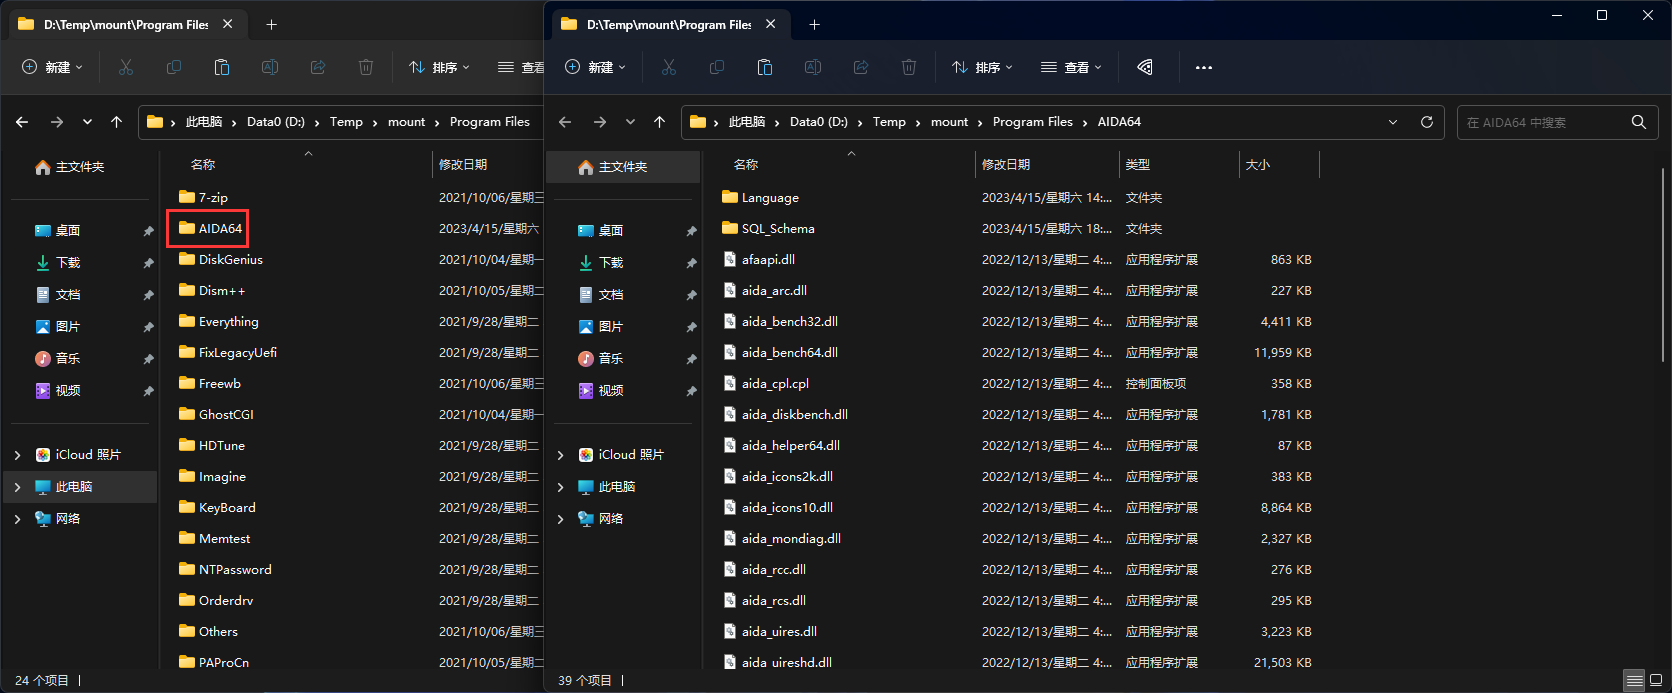 D:\Temp\mount\Program Files
新建
排序
查看
此电脑 Data0 (D:) Temp mount Program Files
主文件夹
桌面
下载
文档
图片
音乐
视频
iCloud 照片
此电脑
网络
名称 修改日期
7-zip 2021/10/06/星期三
AIDA64 2023/4/15/星期六
DiskGenius 2021/10/04/星期一
Dism++ 2021/10/05/星期二
Everything 2021/9/28/星期二
FixLegacyUefi 2021/9/28/星期二
Freewb 2021/10/06/星期三
GhostCGI 2021/10/04/星期一
HDTune 2021/9/28/星期二
Imagine 2021/9/28/星期二
KeyBoard 2021/9/28/星期二
Memtest 2021/9/28/星期二
NTPassword 2021/9/28/星期二
Orderdrv 2021/9/28/星期二
Others 2021/10/06/星期三
PAProCn 2021/10/05/星期二
24 个项目
D:\Temp\mount\Program Files
新建
排序
查看
此电脑 Data0 (D:) Temp mount Program Files AIDA64
在 AIDA64 中搜索
主文件夹
桌面
下载
文档
图片
音乐
视频
iCloud 照片
此电脑
网络
名称 修改日期 类型 大小
Language 2023/4/15/星期六 14:... 文件夹
SQL_Schema 2023/4/15/星期六 18:... 文件夹
afaapi.dll 2022/12/13/星期二 4:... 应用程序扩展 863 KB
aida_arc.dll 2022/12/13/星期二 4:... 应用程序扩展 227 KB
aida_bench32.dll 2022/12/13/星期二 4:... 应用程序扩展 4,411 KB
aida_bench64.dll 2022/12/13/星期二 4:... 应用程序扩展 11,959 KB
aida_cpl.cpl 2022/12/13/星期二 4:... 控制面板项 358 KB
aida_diskbench.dll 2022/12/13/星期二 4:... 应用程序扩展 1,781 KB
aida_helper64.dll 2022/12/13/星期二 4:... 应用程序扩展 87 KB
aida_icons2k.dll 2022/12/13/星期二 4:... 应用程序扩展 383 KB
aida_icons10.dll 2022/12/13/星期二 4:... 应用程序扩展 8,864 KB
aida_mondiag.dll 2022/12/13/星期二 4:... 应用程序扩展 2,327 KB
aida_rcc.dll 2022/12/13/星期二 4:... 应用程序扩展 276 KB
aida_rcs.dll 2022/12/13/星期二 4:... 应用程序扩展 295 KB
aida_uires.dll 2022/12/13/星期二 4:... 应用程序扩展 3,223 KB
aida_uireshd.dll 2022/12/13/星期二 4:... 应用程序扩展 21,503 KB
39 个项目